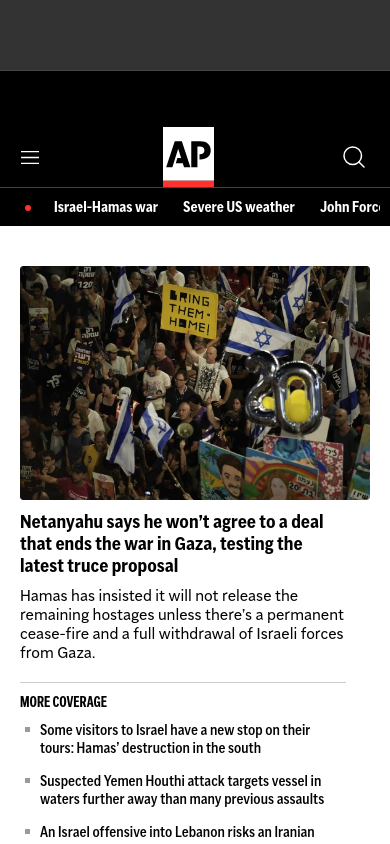 AP
Israel-Hamas war
Severe US weather
John Forc
BRING
THEM-
HOME!
20
Netanyahu says he won't agree to a deal
that ends the war in Gaza, testing the
latest truce proposal
Hamas has insisted it will not release the
remaining hostages unless there's a permanent
cease-fire and a full withdrawal of Israeli forces
from Gaza.
MORE COVERAGE
Some visitors to Israel have a new stop on their
tours: Hamas' destruction in the south
Suspected Yemen Houthi attack targets vessel in
waters further away than many previous assaults
An Israel offensive into Lebanon risks an Iranian